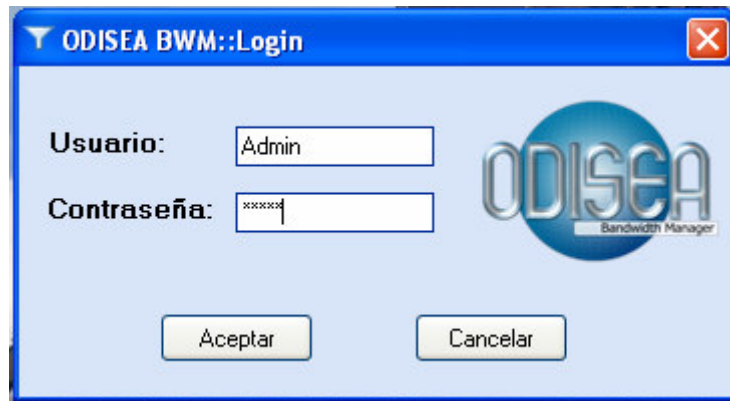 ODISEA BWM::Login
Usuario:
Admin
Contraseña:
*****
ODISEA
Bandwidth Manager
Aceptar
Cancelar